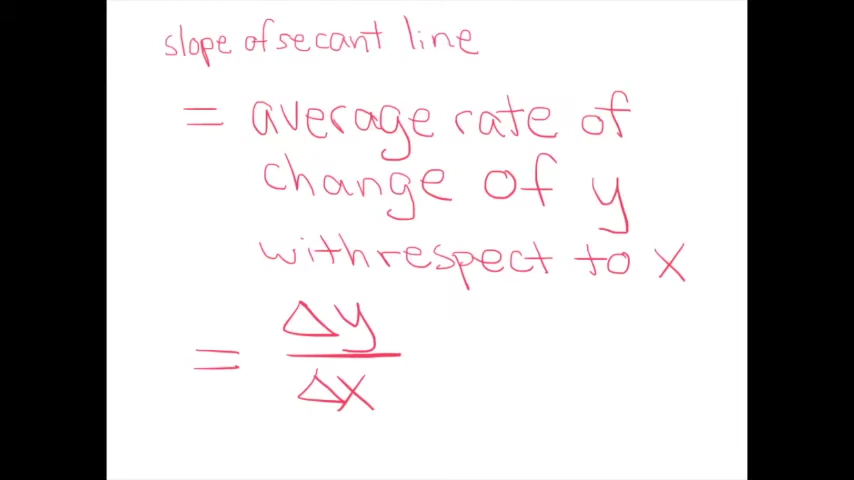 slope of secant line
= average rate of
change of y
with respect to x
= Δy
Δx